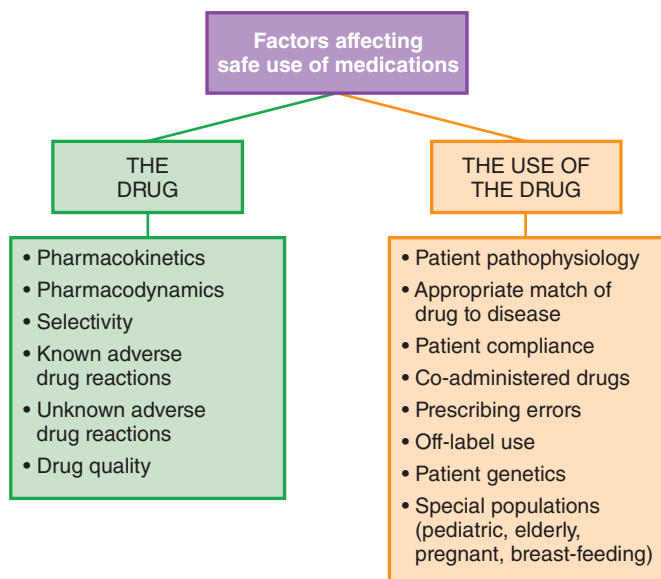 Factors affecting
safe use of medications
THE
DRUG
• Pharmacokinetics
• Pharmacodynamics
• Selectivity
• Known adverse
drug reactions
• Unknown adverse
drug reactions
• Drug quality
THE USE OF
THE DRUG
• Patient pathophysiology
• Appropriate match of
drug to disease
• Patient compliance
• Co-administered drugs
• Prescribing errors
• Off-label use
• Patient genetics
• Special populations
(pediatric, elderly,
pregnant, breast-feeding)